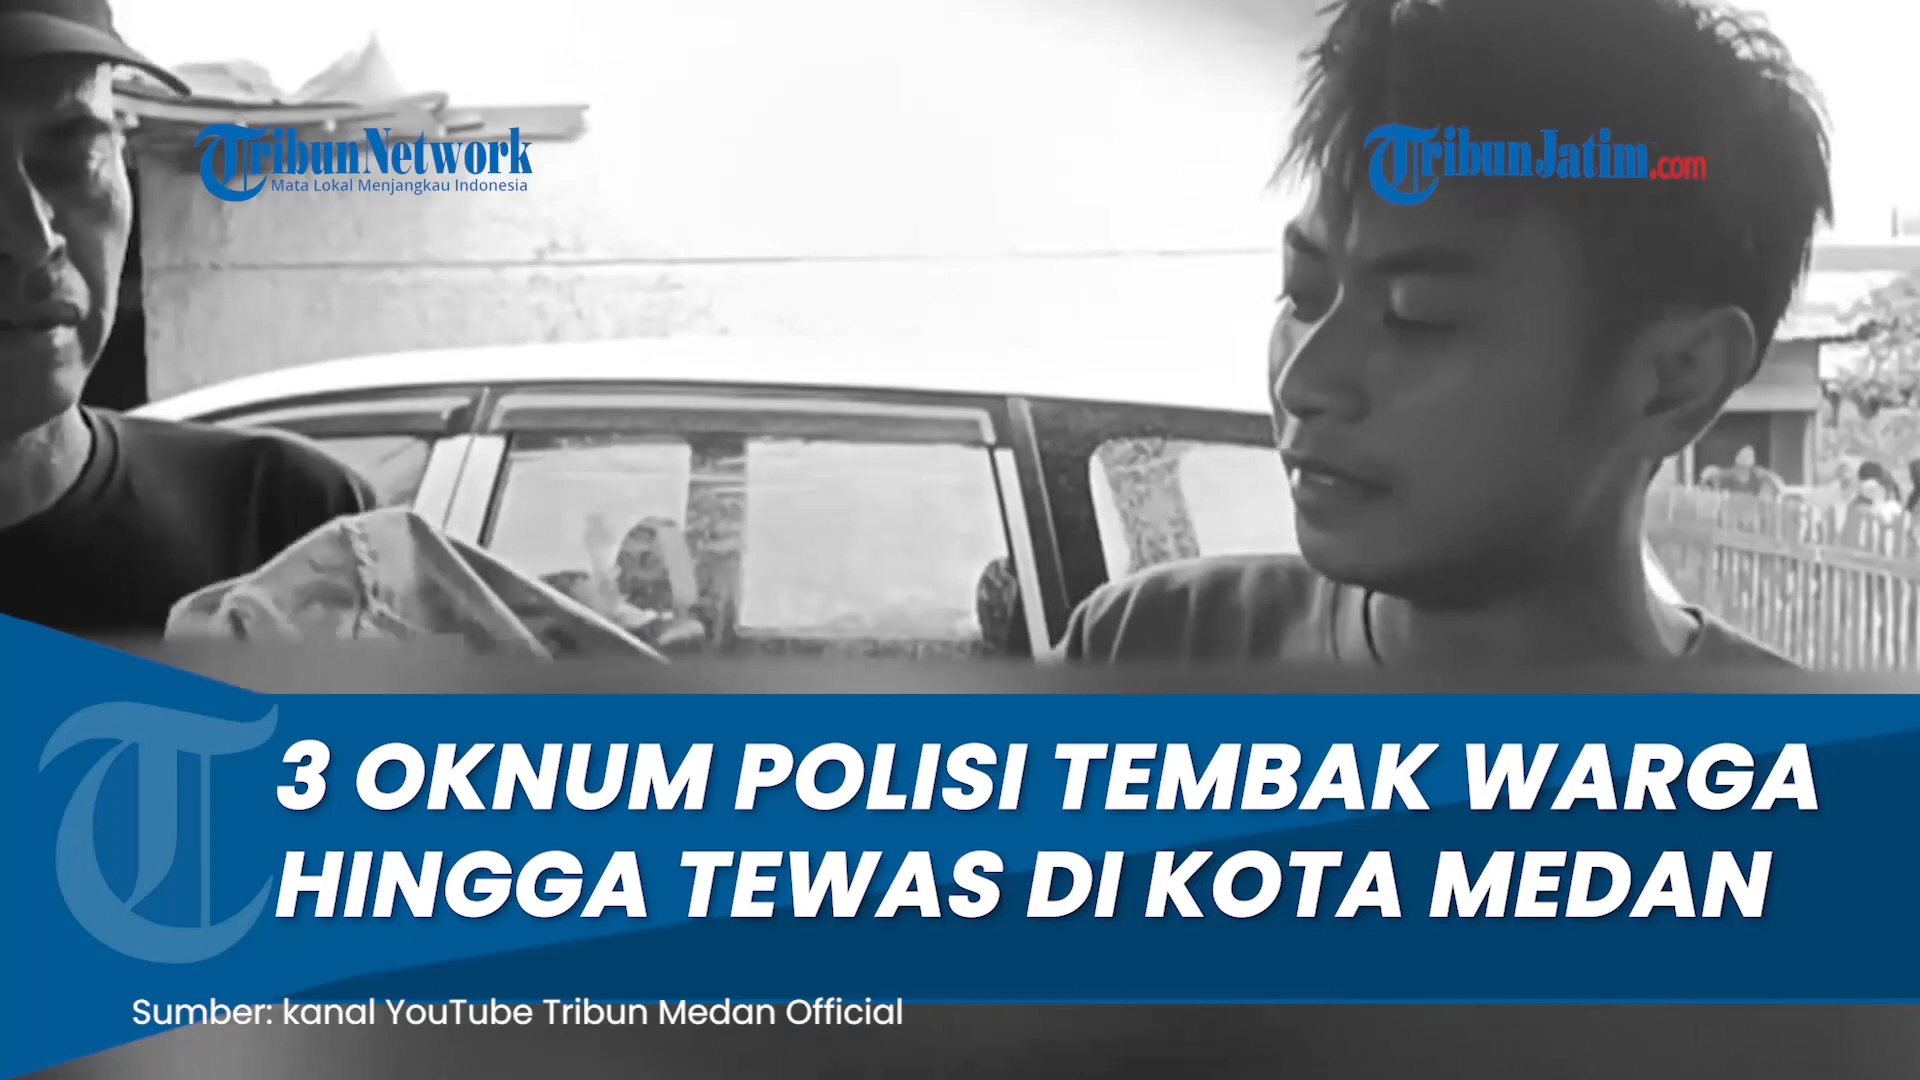 TribunNetwork
Mata Lokal Menjangkau Indonesia
TribunJatim.com
3 OKNUM POLISI TEMBAK WARGA
HINGGA TEWAS DI KOTA MEDAN
Sumber: kanal YouTube Tribun Medan Official